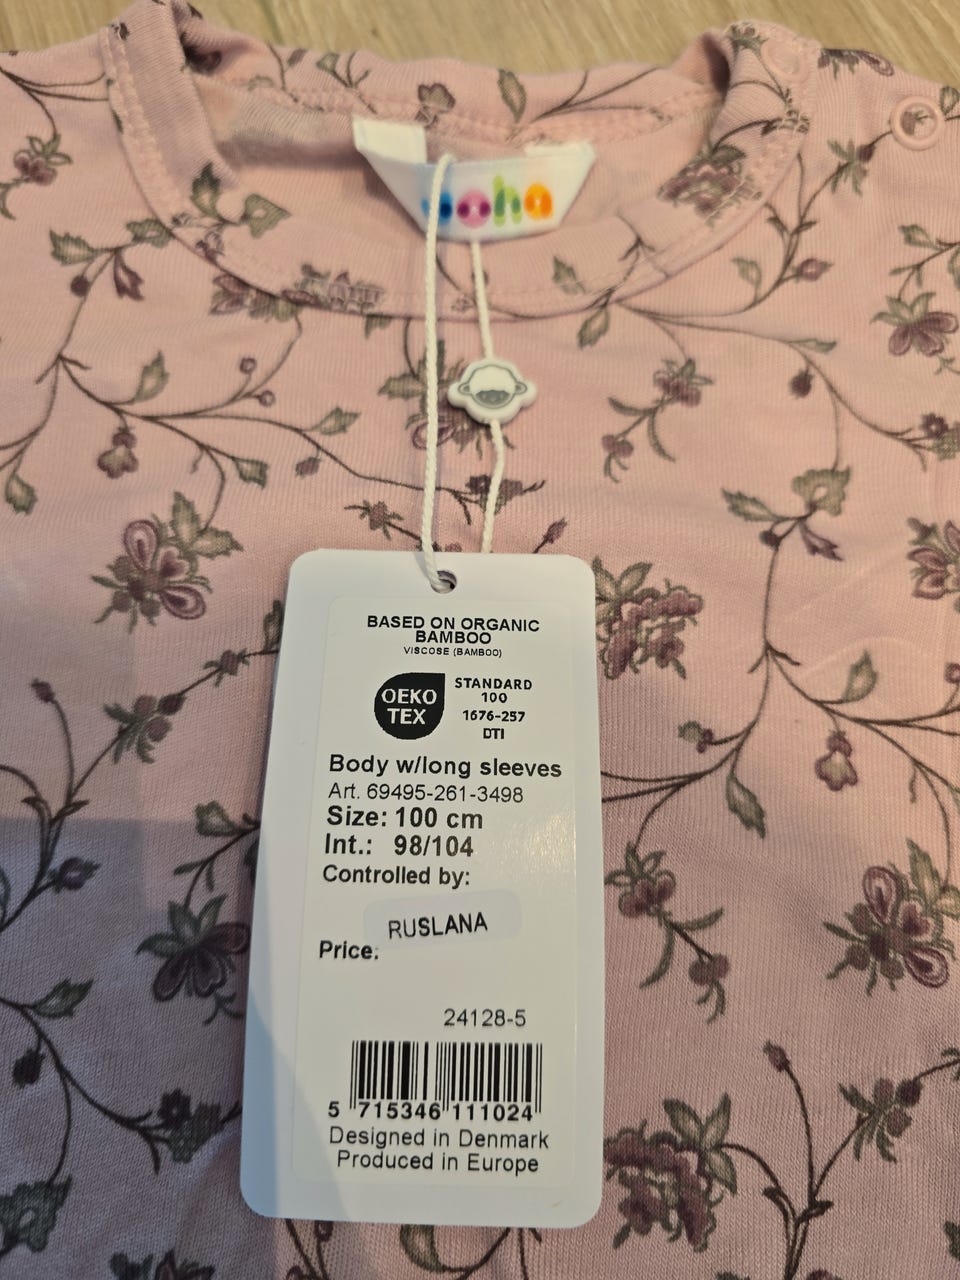 joha
BASED ON ORGANIC
BAMBOO
VISCOSE (BAMBOO)
OEKO
TEX
STANDARD
100
1676-257
DTI
Body w/long sleeves
Art. 69495-261-3498
Size: 100 cm
Int.: 98/104
Controlled by:
RUSLANA
Price:
24128-5
5 715346 111024
Designed in Denmark
Produced in Europe